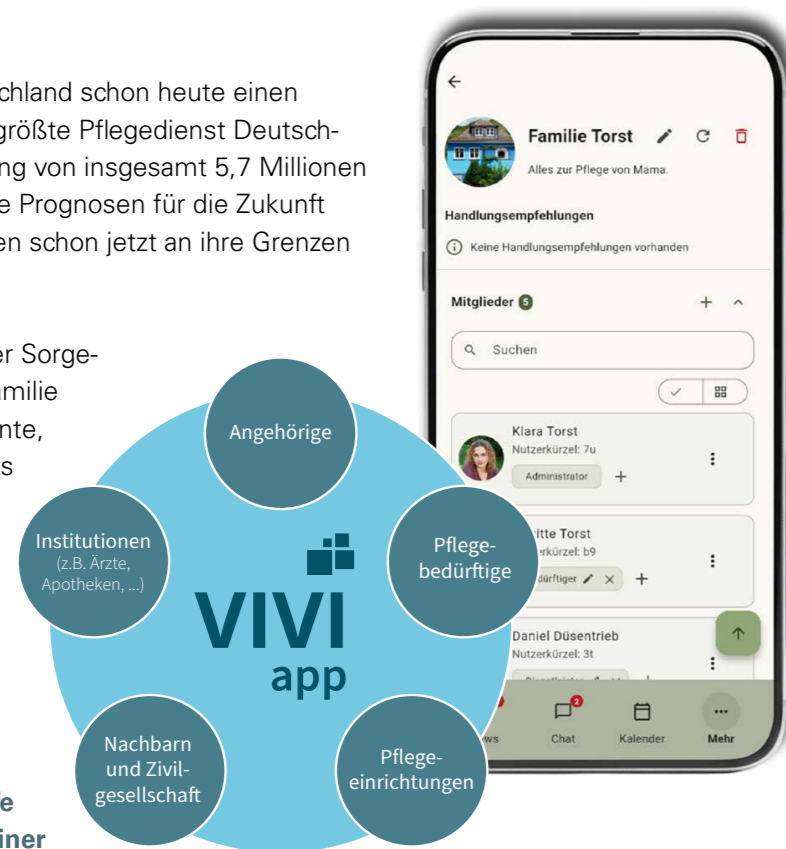 chland schon heute einen
größte Pflegedienst Deutsch-
ng von insgesamt 5,7 Millionen
e Prognosen für die Zukunft
en schon jetzt an ihre Grenzen
er Sorge-
amilie
nte,
s
e
iner
Angehörige
Institutionen
(z.B. Ärzte,
Apotheken, ...)
Pflege-
bedürftige
VIVI
app
Nachbarn
und Zivil-
gesellschaft
Pflege-
einrichtungen
Familie Torst
Alles zur Pflege von Mama.
Handlungsempfehlungen
Keine Handlungsempfehlungen vorhanden
Mitglieder 5
Suchen
Klara Torst
Nutzerkürzel: 7u
Administrator
itte Torst
erkürzel: b9
dürftiger
Daniel Düsentrieb
Nutzerkürzel: 3t
ws
2
Chat
Kalender
Mehr